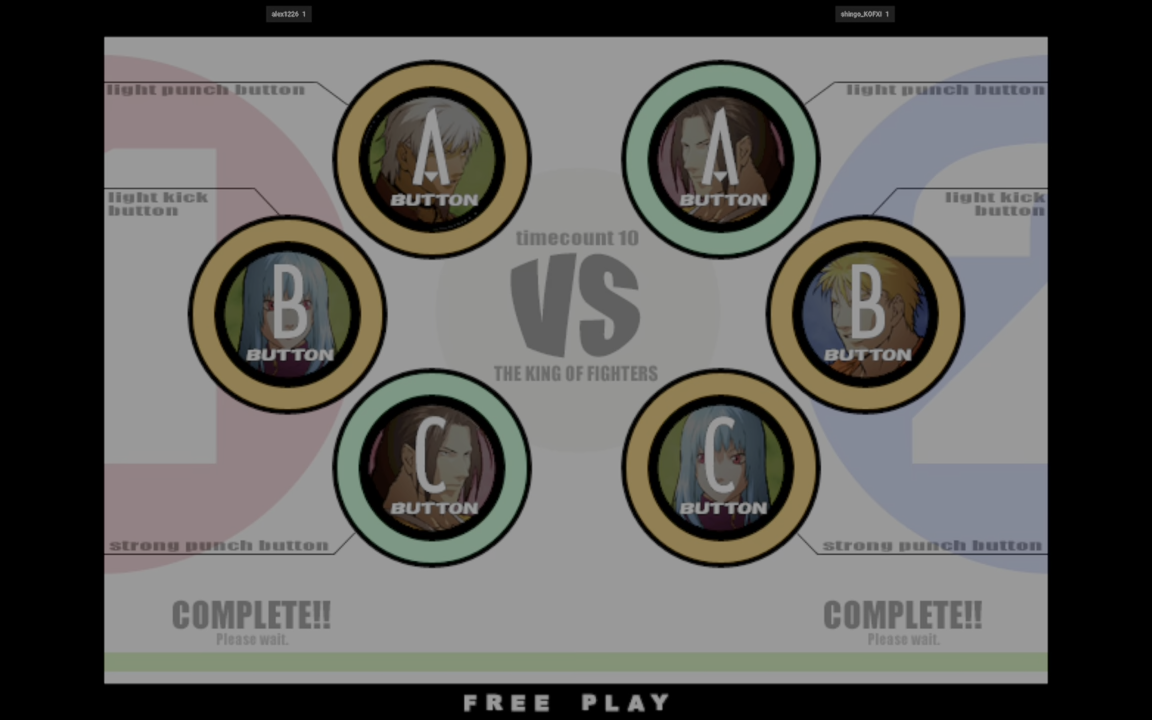 alex1226 1
shingo_KOFXI 1
light punch button
A
BUTTON
A
BUTTON
light punch button
light kick
button
B
BUTTON
timecount 10
VS
THE KING OF FIGHTERS
light kick
button
B
BUTTON
C
BUTTON
C
BUTTON
strong punch button
strong punch button
COMPLETE!!
Please wait.
COMPLETE!!
Please wait.
FREE PLAY